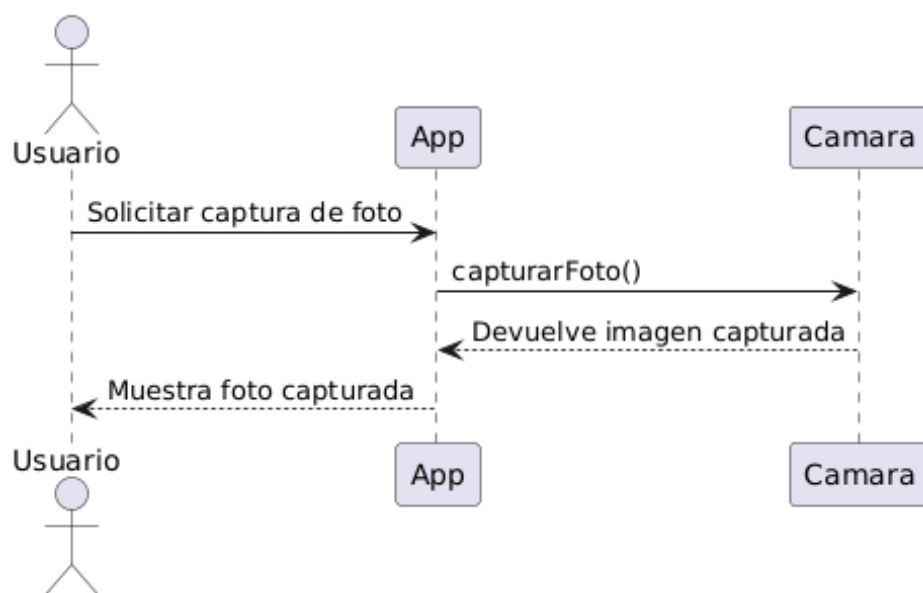 Usuario
App
Camara
Solicitar captura de foto
capturarFoto()
Devuelve imagen capturada
Muestra foto capturada
Usuario
App
Camara